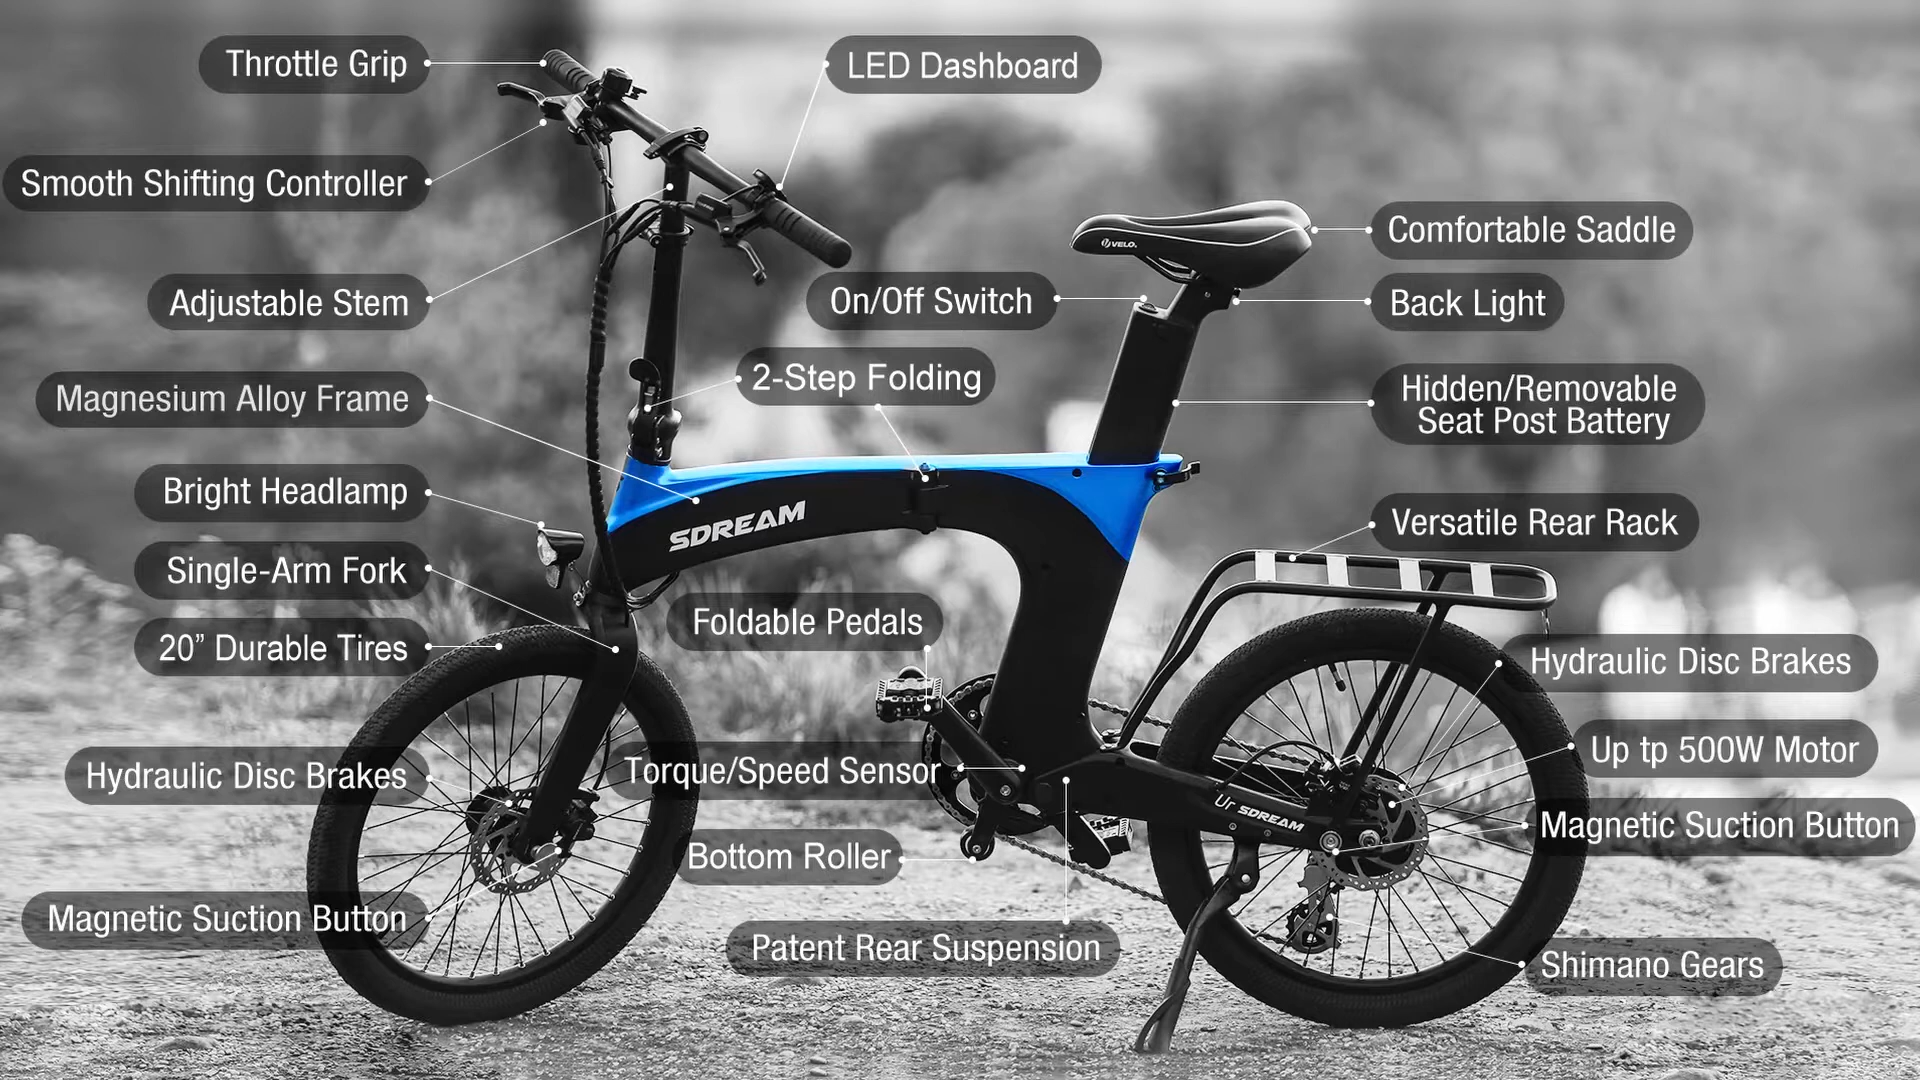 Throttle Grip
LED Dashboard
Smooth Shifting Controller
Comfortable Saddle
VELO.
Adjustable Stem
On/Off Switch
Back Light
2-Step Folding
Magnesium Alloy Frame
Hidden/Removable
Seat Post Battery
Bright Headlamp
SDREAM
Versatile Rear Rack
Single-Arm Fork
Foldable Pedals
20” Durable Tires
Hydraulic Disc Brakes
Up tp 500W Motor
Hydraulic Disc Brakes
Torque/Speed Sensor
Ur SDREAM
Magnetic Suction Button
Bottom Roller
Magnetic Suction Button
Patent Rear Suspension
Shimano Gears